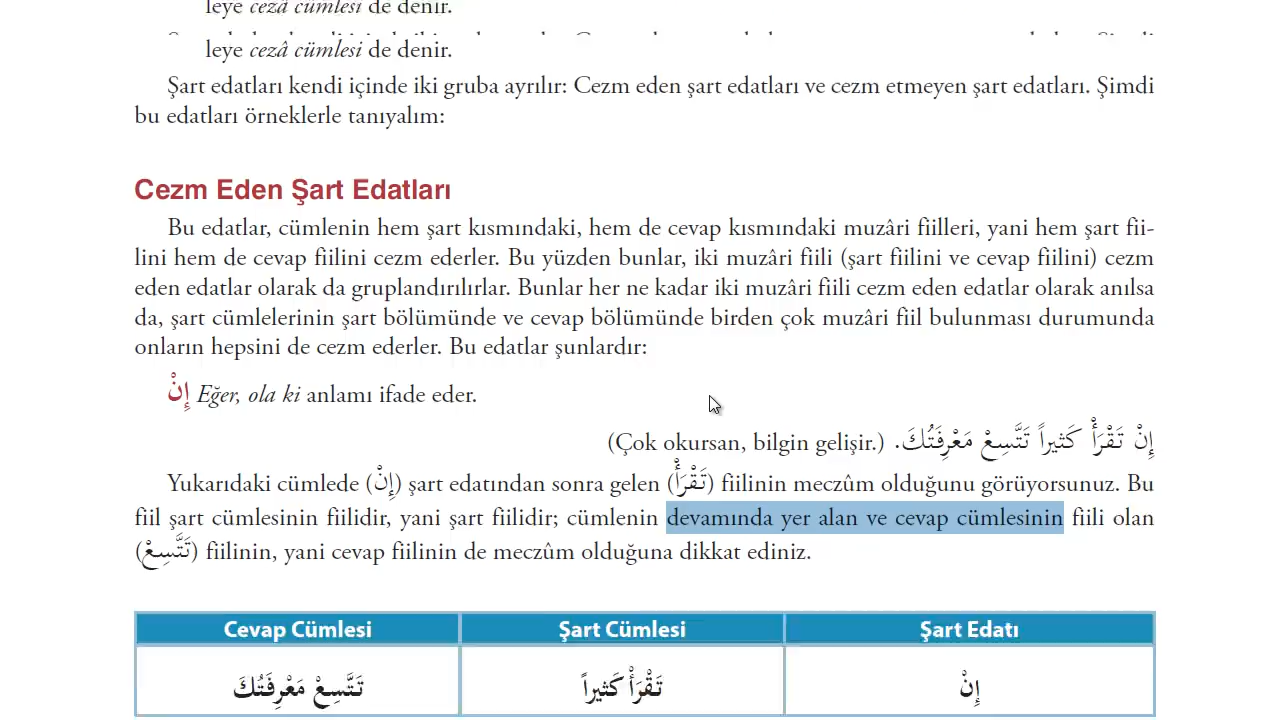 leye cezâ cümlesi de denir.
leye cezâ cümlesi de denir.
Şart edatları kendi içinde iki gruba ayrılır: Cezm eden şart edatları ve cezm etmeyen şart edatları. Şimdi
bu edatları örneklerle tanıyalım:
Cezm Eden Şart Edatları
Bu edatlar, cümlenin hem şart kısmındaki, hem de cevap kısmındaki muzâri fiilleri, yani hem şart fii-
lini hem de cevap fiilini cezm ederler. Bu yüzden bunlar, iki muzâri fiili (şart fiilini ve cevap fiilini) cezm
eden edatlar olarak da gruplandırılırlar. Bunlar her ne kadar iki muzâri fiili cezm eden edatlar olarak anılsa
da, şart cümlelerinin şart bölümünde ve cevap bölümünde birden çok muzâri fiil bulunması durumunda
onların hepsini de cezm ederler. Bu edatlar şunlardır:
إِنْ Eğer, ola ki anlamı ifade eder.
إِنْ تَقْرَأْ كَثيراً تَتَّسِعْ مَعْرِفَتُكَ. (Çok okursan, bilgin gelişir.)
Yukarıdaki cümlede (إِنْ) şart edatından sonra gelen (تَقْرَأْ) fiilinin meczûm olduğunu görüyorsunuz. Bu
fiil şart cümlesinin fiilidir, yani şart fiilidir; cümlenin devamında yer alan ve cevap cümlesinin fiili olan
(تَتَّسِعْ) fiilinin, yani cevap fiilinin de meczûm olduğuna dikkat ediniz.
Cevap Cümlesi Şart Cümlesi Şart Edatı
تَتَّسِعْ مَعْرِفَتُكَ تَقْرَأْ كَثيراً إِنْ